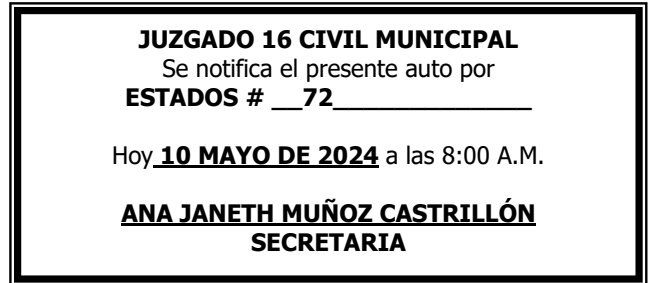 JUZGADO 16 CIVIL MUNICIPAL
Se notifica el presente auto por
ESTADOS # __72______________
Hoy 10 MAYO DE 2024 a las 8:00 A.M.
ANA JANETH MUÑOZ CASTRILLÓN
SECRETARIA